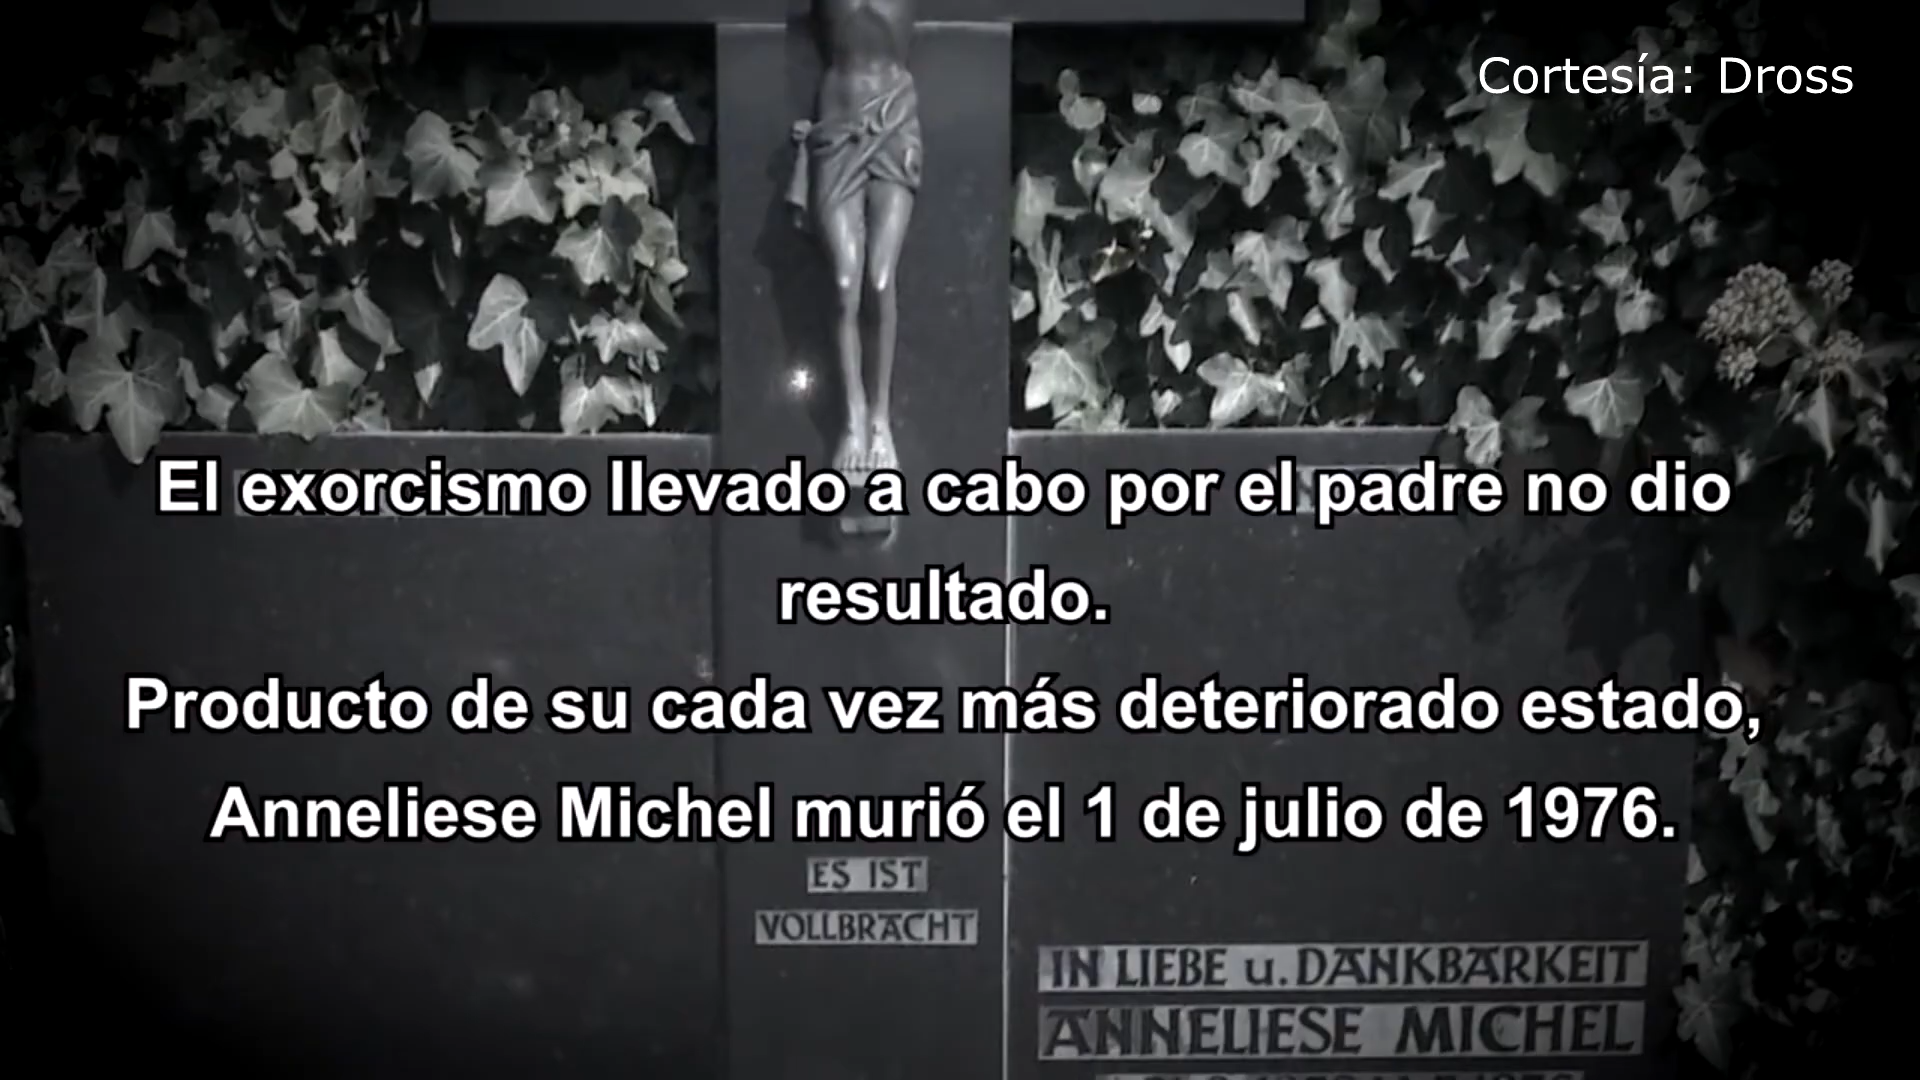 Cortesía: Dross
El exorcismo llevado a cabo por el padre no dio
resultado.
Producto de su cada vez más deteriorado estado,
Anneliese Michel murió el 1 de julio de 1976.
ES IST
VOLLBRACHT
IN LIEBE u. DANKBARKEIT
ANNELIESE MICHEL